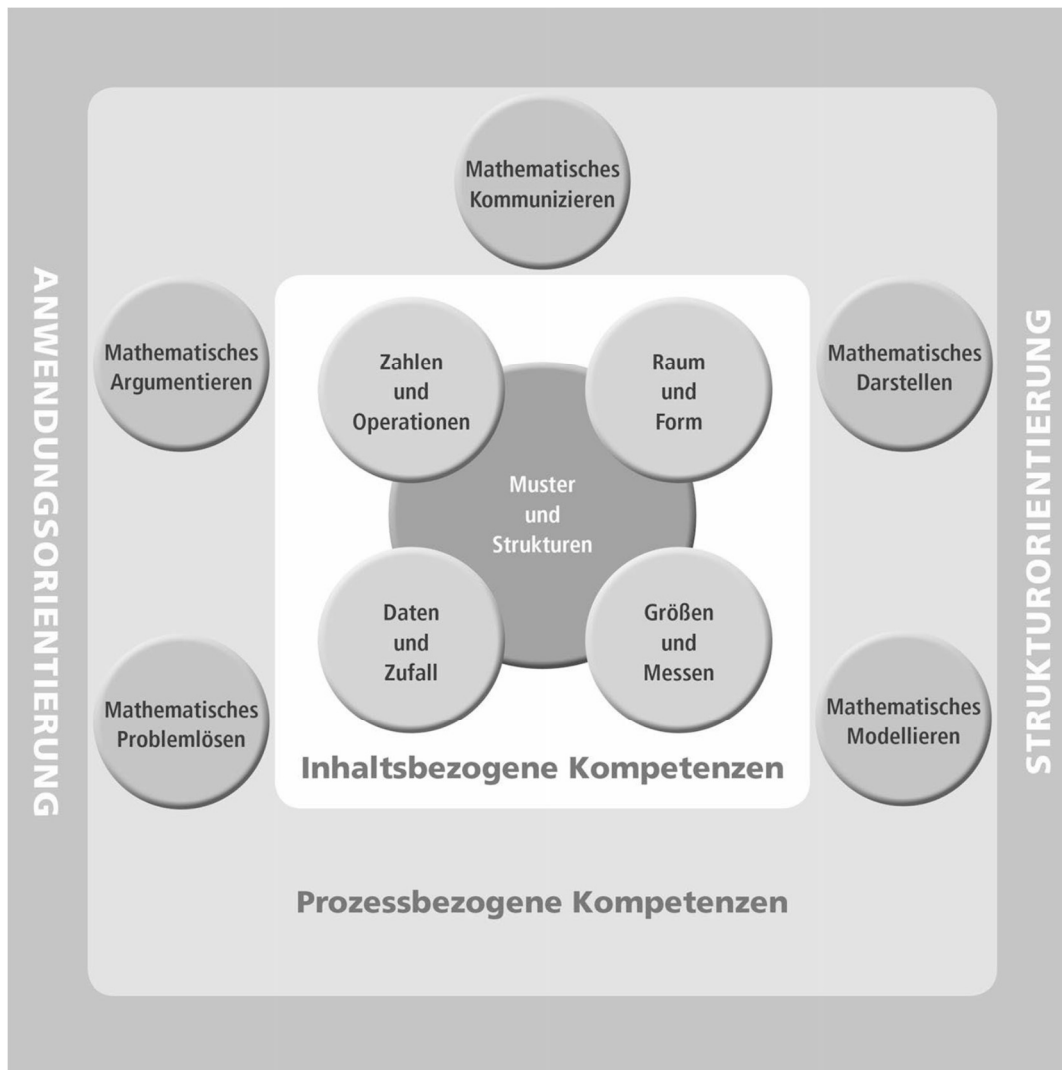 Mathematisches
Kommunizieren
ANWENDUNGSORIENTIERUNG
Mathematisches
Argumentieren
Zahlen
und
Operationen
Raum
und
Form
Mathematisches
Darstellen
STRUKTURORIENTIERUNG
Muster
und
Strukturen
Mathematisches
Problemlösen
Daten
und
Zufall
Größen
und
Messen
Mathematisches
Modellieren
Inhaltsbezogene Kompetenzen
Prozessbezogene Kompetenzen